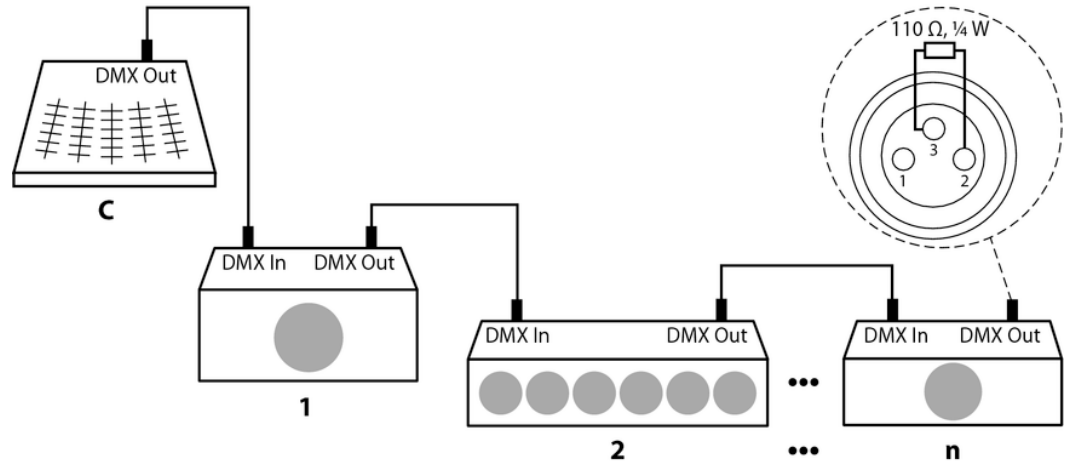 110 Ω, ¼ W
DMX Out
3
1
2
C
DMX In
DMX Out
1
DMX In
DMX Out
2
•••
•••
DMX In
DMX Out
n